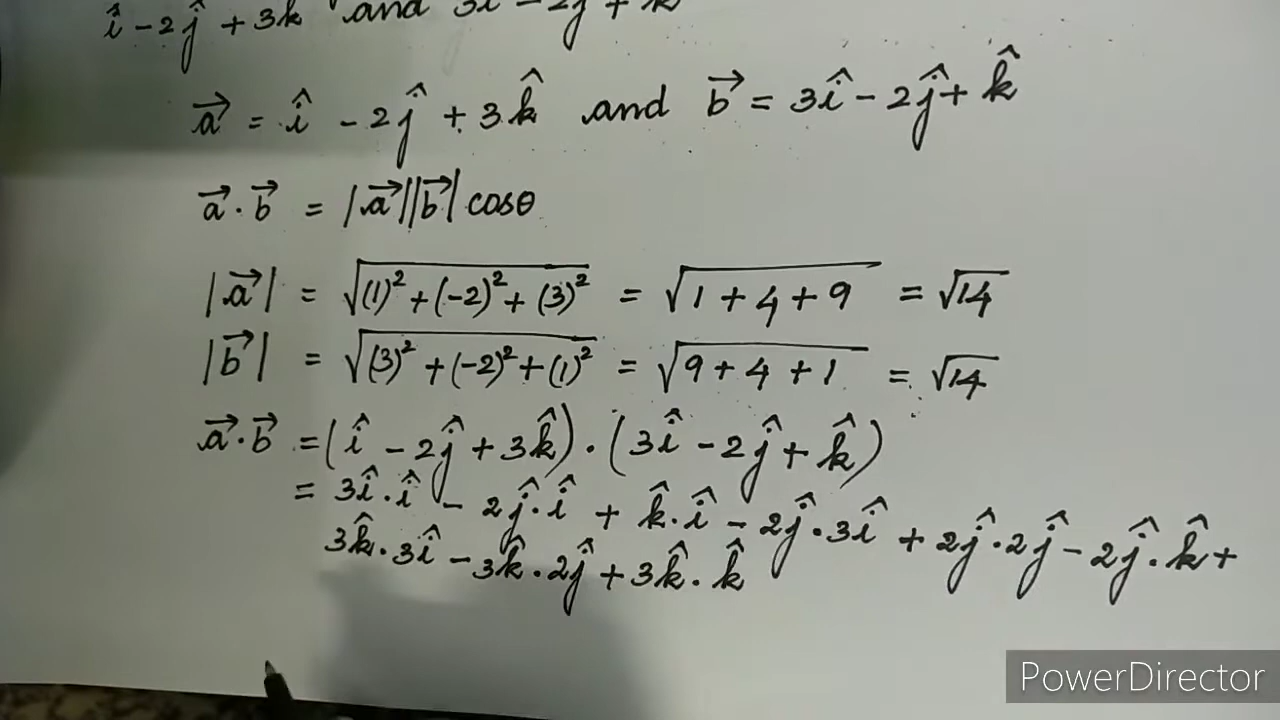 î - 2ĵ + 3k and 3i - 2ĵ + k
a⃗ = î - 2ĵ + 3k̂ and b⃗ = 3î - 2ĵ + k̂
a⃗ · b⃗ = |a⃗||b⃗| cosθ
|a⃗| = √((1)² + (-2)² + (3)²) = √(1 + 4 + 9) = √14
|b⃗| = √((3)² + (-2)² + (1)²) = √(9 + 4 + 1) = √14
a⃗ · b⃗ = (î - 2ĵ + 3k̂) · (3î - 2ĵ + k̂)
= 3î · î - 2ĵ · î + k̂ · î - 2ĵ · 3î + 2ĵ · 2ĵ - 2ĵ · k̂ +
3k̂ · 3î - 3k̂ · 2ĵ + 3k̂ · k̂
PowerDirector